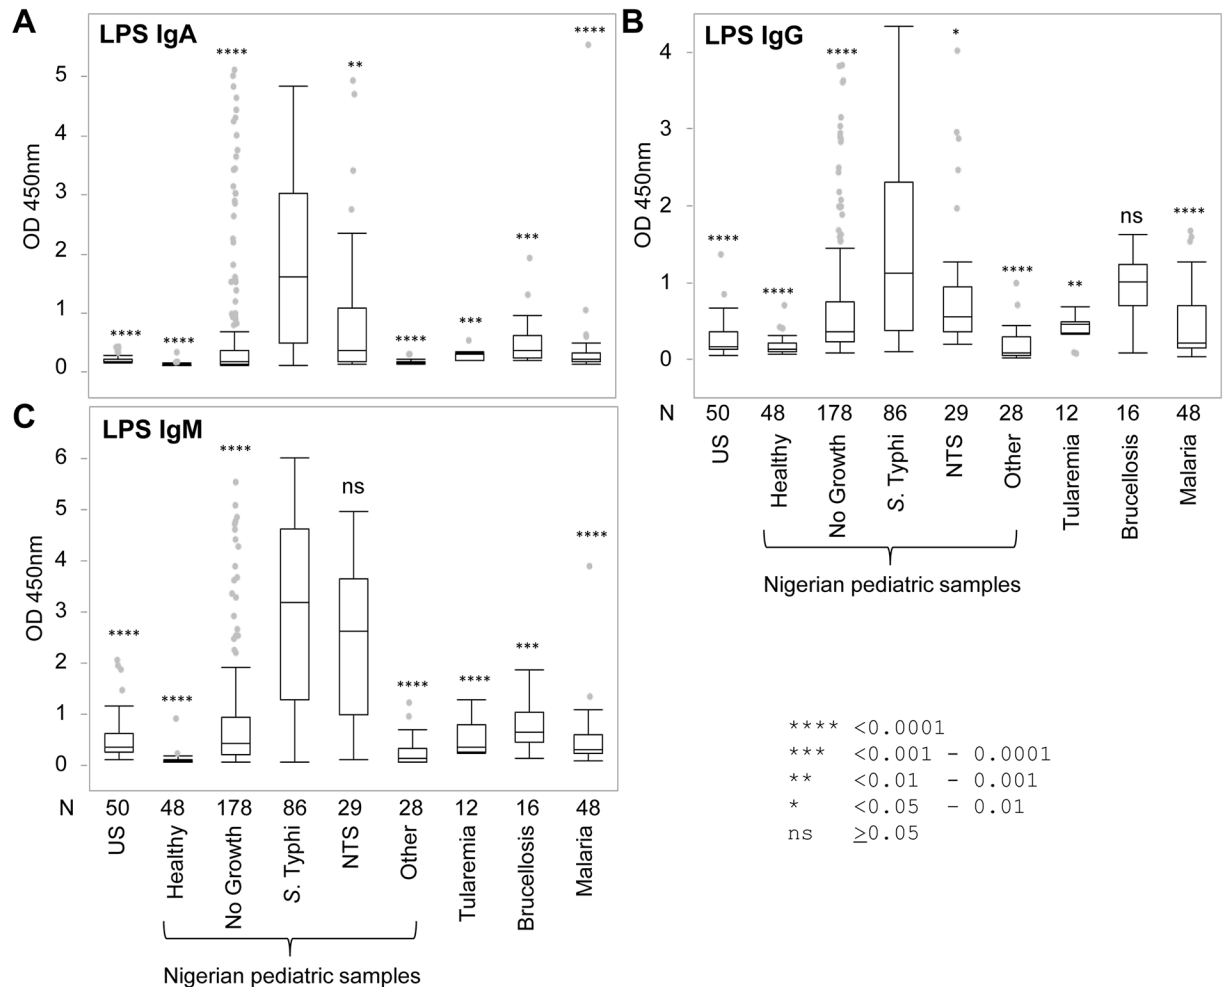 A
LPS IgA
****
****
****
**
****
***
***
****
OD 450nm
5
4
3
2
1
0
B
LPS IgG
****
****
****
*
****
**
ns
****
OD 450nm
4
3
2
1
0
N 50 48 178 86 29 28 12 16 48
US Healthy No Growth S. Typhi NTS Other Tularemia Brucellosis Malaria
Nigerian pediatric samples
C
LPS IgM
****
****
****
ns
****
****
***
****
OD 450nm
6
5
4
3
2
1
0
N 50 48 178 86 29 28 12 16 48
US Healthy No Growth S. Typhi NTS Other Tularemia Brucellosis Malaria
Nigerian pediatric samples
**** <0.0001
*** <0.001 - 0.0001
** <0.01 - 0.001
* <0.05 - 0.01
ns ≥0.05